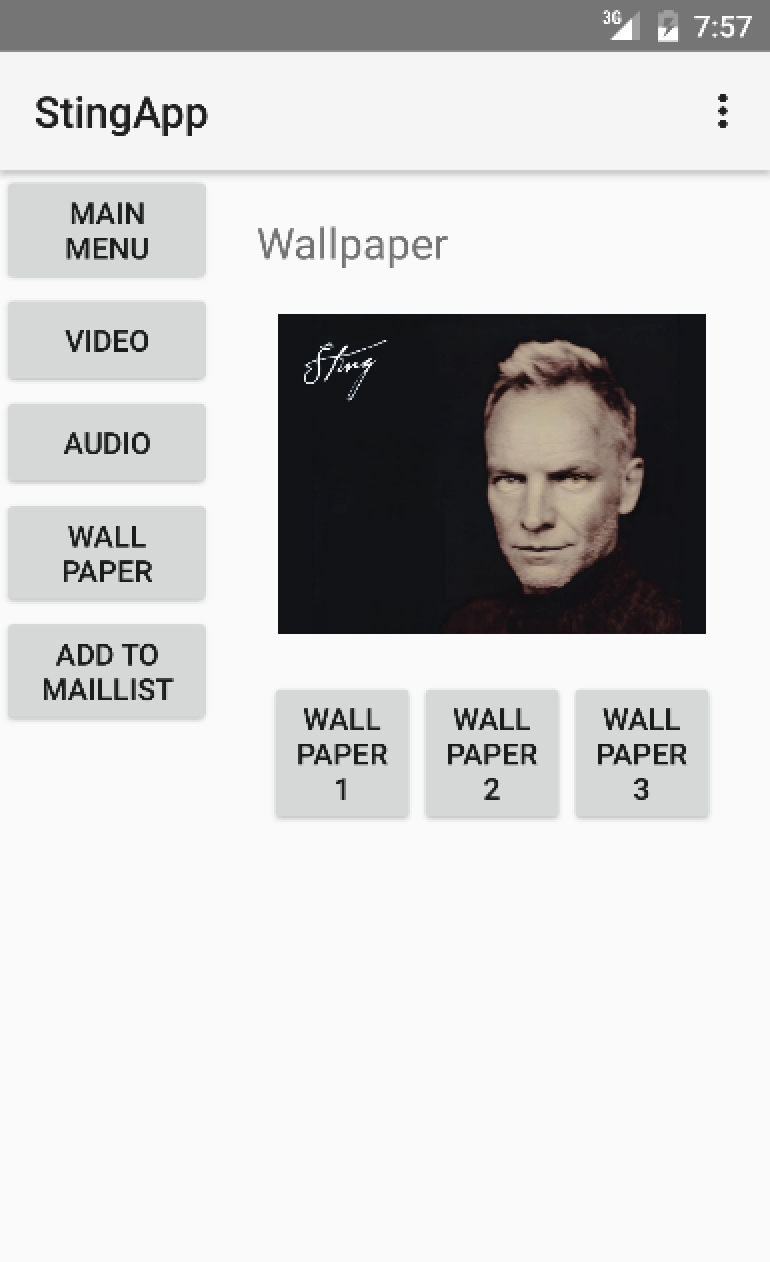 3G 7:57
StingApp
MAIN
MENU
VIDEO
AUDIO
WALL
PAPER
ADD TO
MAILLIST
Wallpaper
Sting
WALL
PAPER
1
WALL
PAPER
2
WALL
PAPER
3